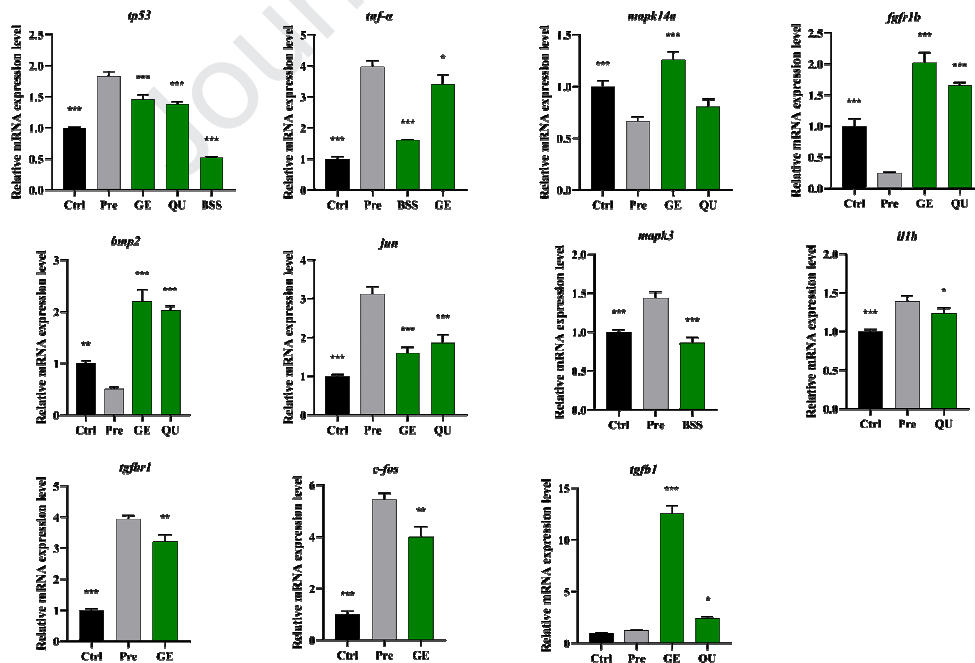 Jour
tp53
Relative mRNA expression level
2.5
2.0
1.5
1.0
0.5
0.0
***
***
***
***
Ctrl Pre GE QU BSS
tnf-α
Relative mRNA expression level
5
4
3
2
1
0
***
***
*
Ctrl Pre BSS GE
mapk14a
Relative mRNA expression level
1.5
1.0
0.5
0.0
***
***
Ctrl Pre GE QU
fgfr1b
Relative mRNA expression level
2.5
2.0
1.5
1.0
0.5
0.0
***
***
***
Ctrl Pre GE QU
bmp2
Relative mRNA expression level
3
2
1
0
**
***
***
Ctrl Pre GE QU
jun
Relative mRNA expression level
4
3
2
1
0
***
***
***
Ctrl Pre GE QU
mapk3
Relative mRNA expression level
2.0
1.5
1.0
0.5
0.0
***
***
Ctrl Pre BSS
il1b
Relative mRNA expression level
2.0
1.5
1.0
0.5
0.0
***
*
Ctrl Pre QU
tgfbr1
Relative mRNA expression level
5
4
3
2
1
0
***
**
Ctrl Pre GE
c-fos
Relative mRNA expression level
6
4
2
0
***
**
Ctrl Pre GE
tgfb1
Relative mRNA expression level
15
10
5
0
***
*
Ctrl Pre GE QU